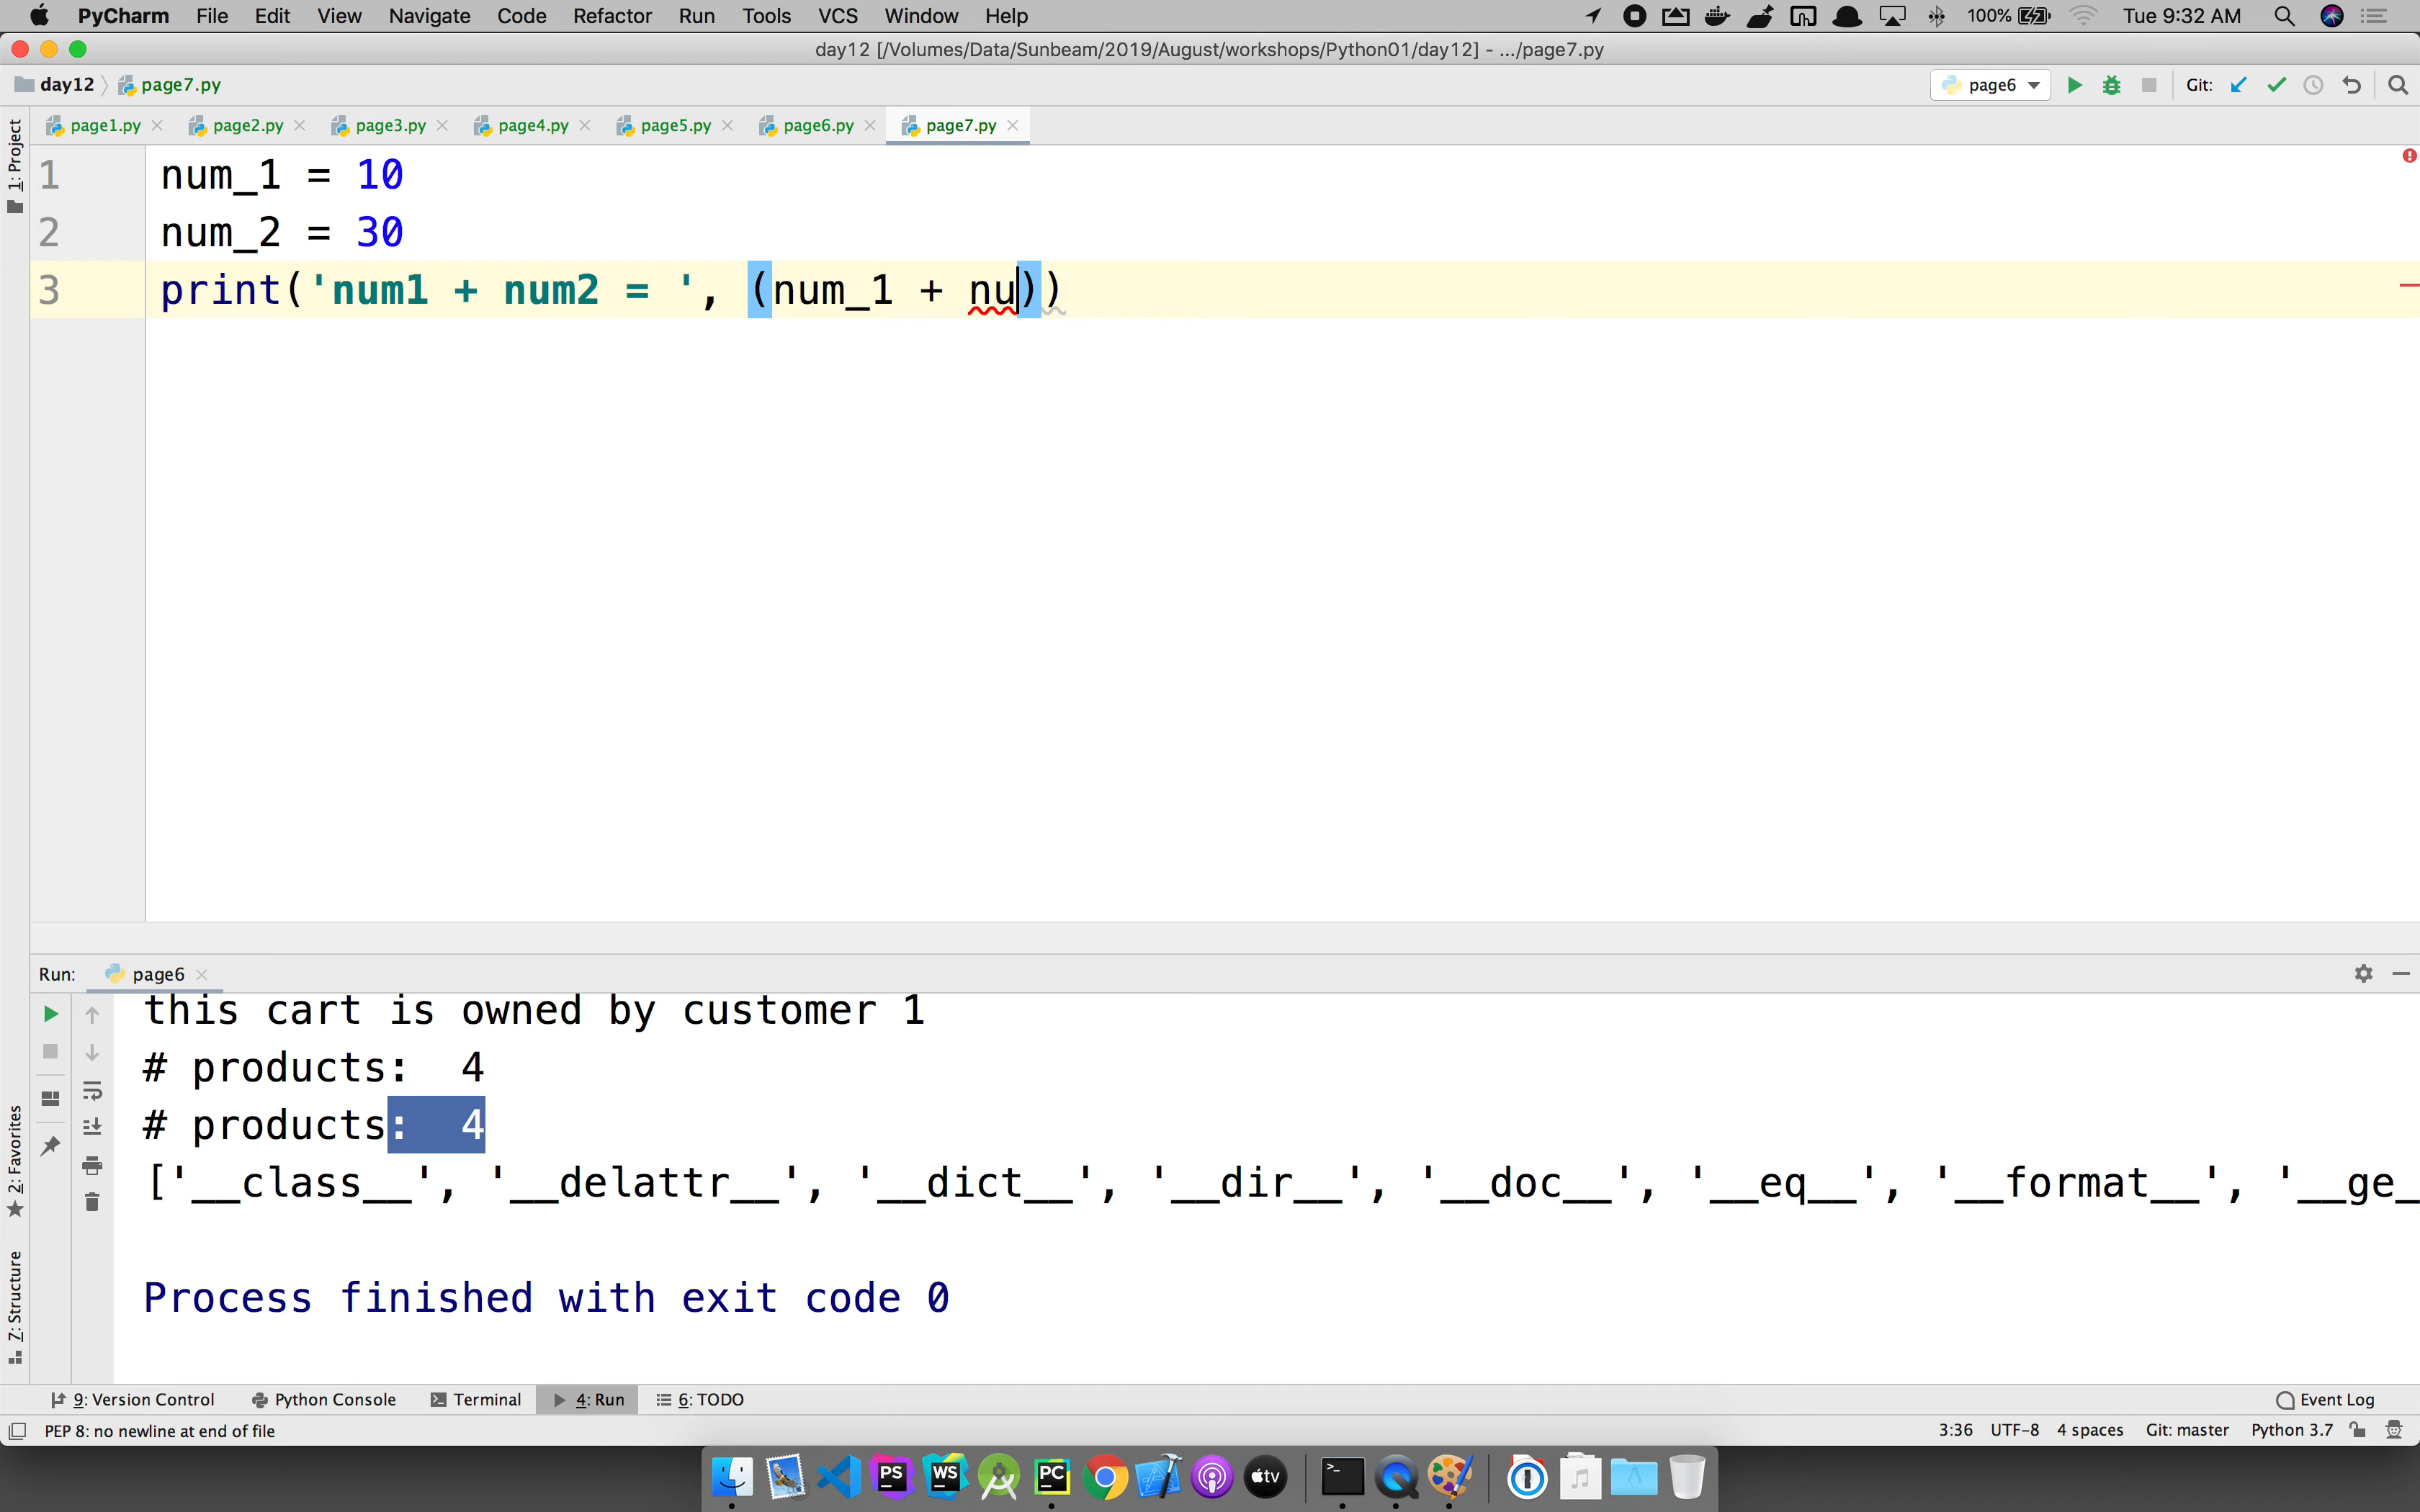 PyCharm File Edit View Navigate Code Refactor Run Tools VCS Window Help 100% Tue 9:32 AM
day12 [/Volumes/Data/Sunbeam/2019/August/workshops/Python01/day12] - .../page7.py
day12 page7.py page6 Git:
page1.py page2.py page3.py page4.py page5.py page6.py page7.py
1: Project
1 num_1 = 10
2 num_2 = 30
3 print('num1 + num2 = ', (num_1 + nu))
Run: page6
this cart is owned by customer 1
# products:  4
# products:  4
['__class__', '__delattr__', '__dict__', '__dir__', '__doc__', '__eq__', '__format__', '__ge_
Process finished with exit code 0
2: Favorites
7: Structure
9: Version Control Python Console Terminal 4: Run 6: TODO Event Log
PEP 8: no newline at end of file 3:36 UTF-8 4 spaces Git: master Python 3.7
PS WS PC tv